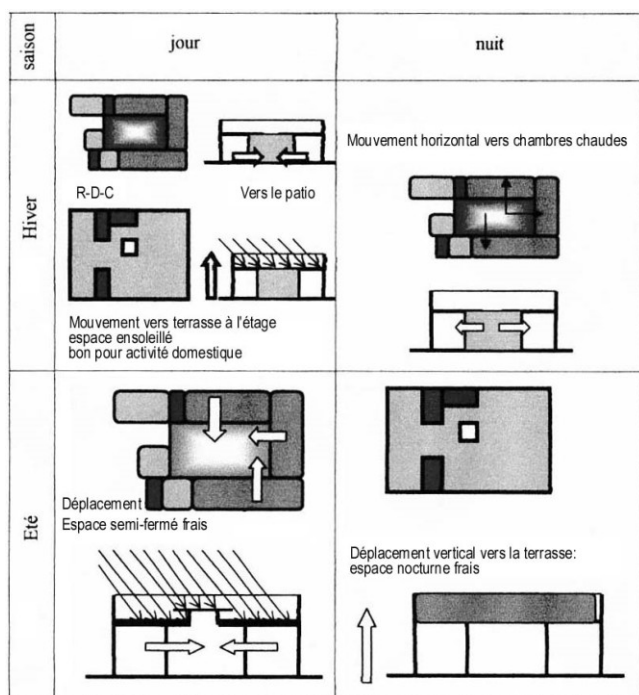 saison
jour
nuit
Hiver
R-D-C
Vers le patio
Mouvement vers terrasse à l'étage
espace ensoleillé
bon pour activité domestique
Mouvement horizontal vers chambres chaudes
Eté
Déplacement
Espace semi-fermé frais
Déplacement vertical vers la terrasse:
espace nocturne frais